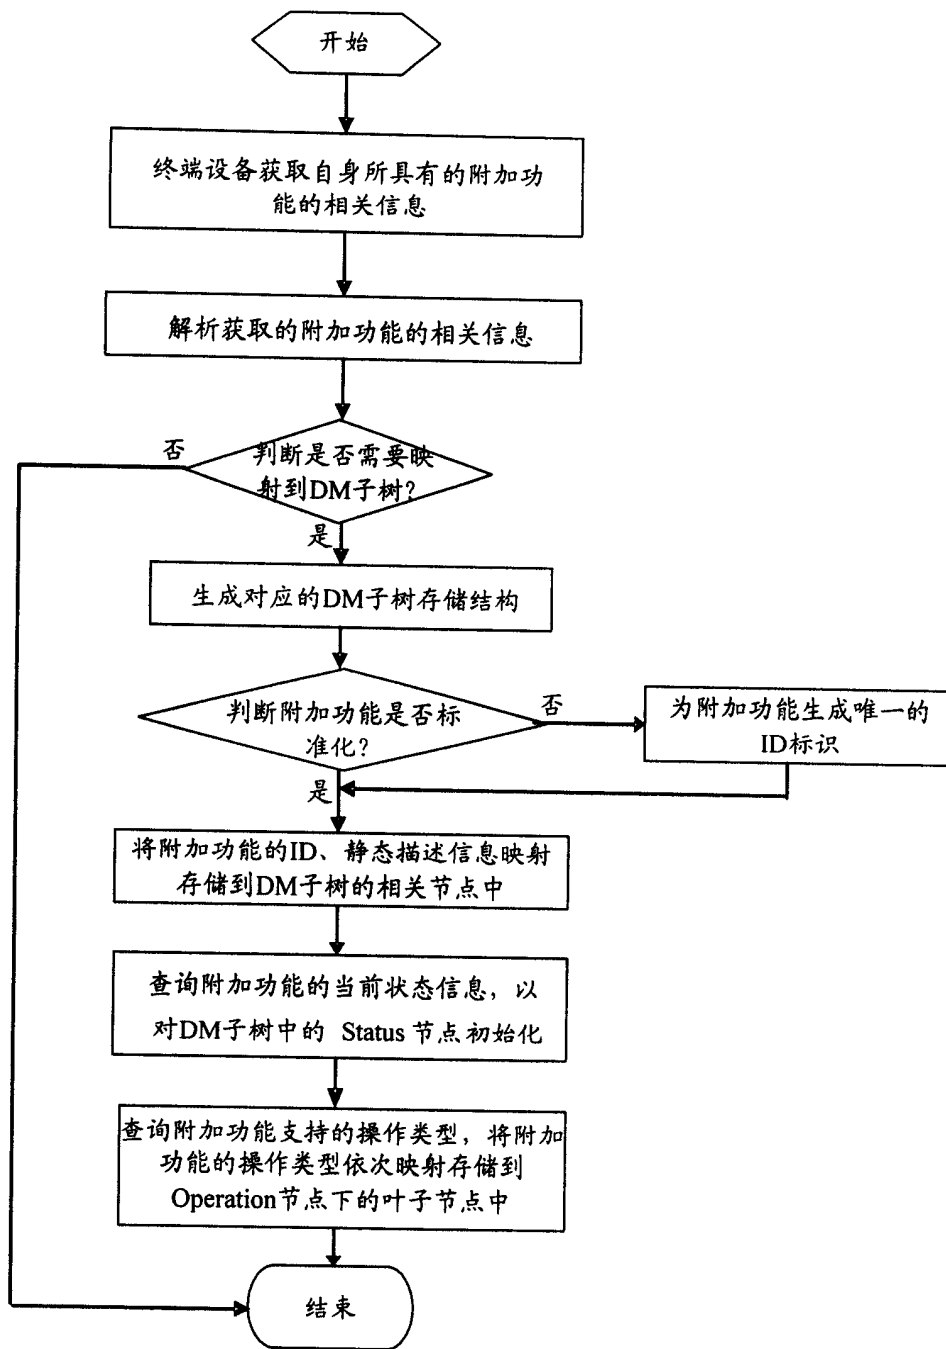 开始
终端设备获取自身所具有的附加功
能的相关信息
解析获取的附加功能的相关信息
否
判断是否需要映
射到DM子树?
是
生成对应的DM子树存储结构
判断附加功能是否标
准化?
否
为附加功能生成唯一的
ID标识
是
将附加功能的ID、静态描述信息映射
存储到DM子树的相关节点中
查询附加功能的当前状态信息，以
对DM子树中的 Status 节点初始化
查询附加功能支持的操作类型，将附加
功能的操作类型依次映射存储到
Operation节点下的叶子节点中
结束